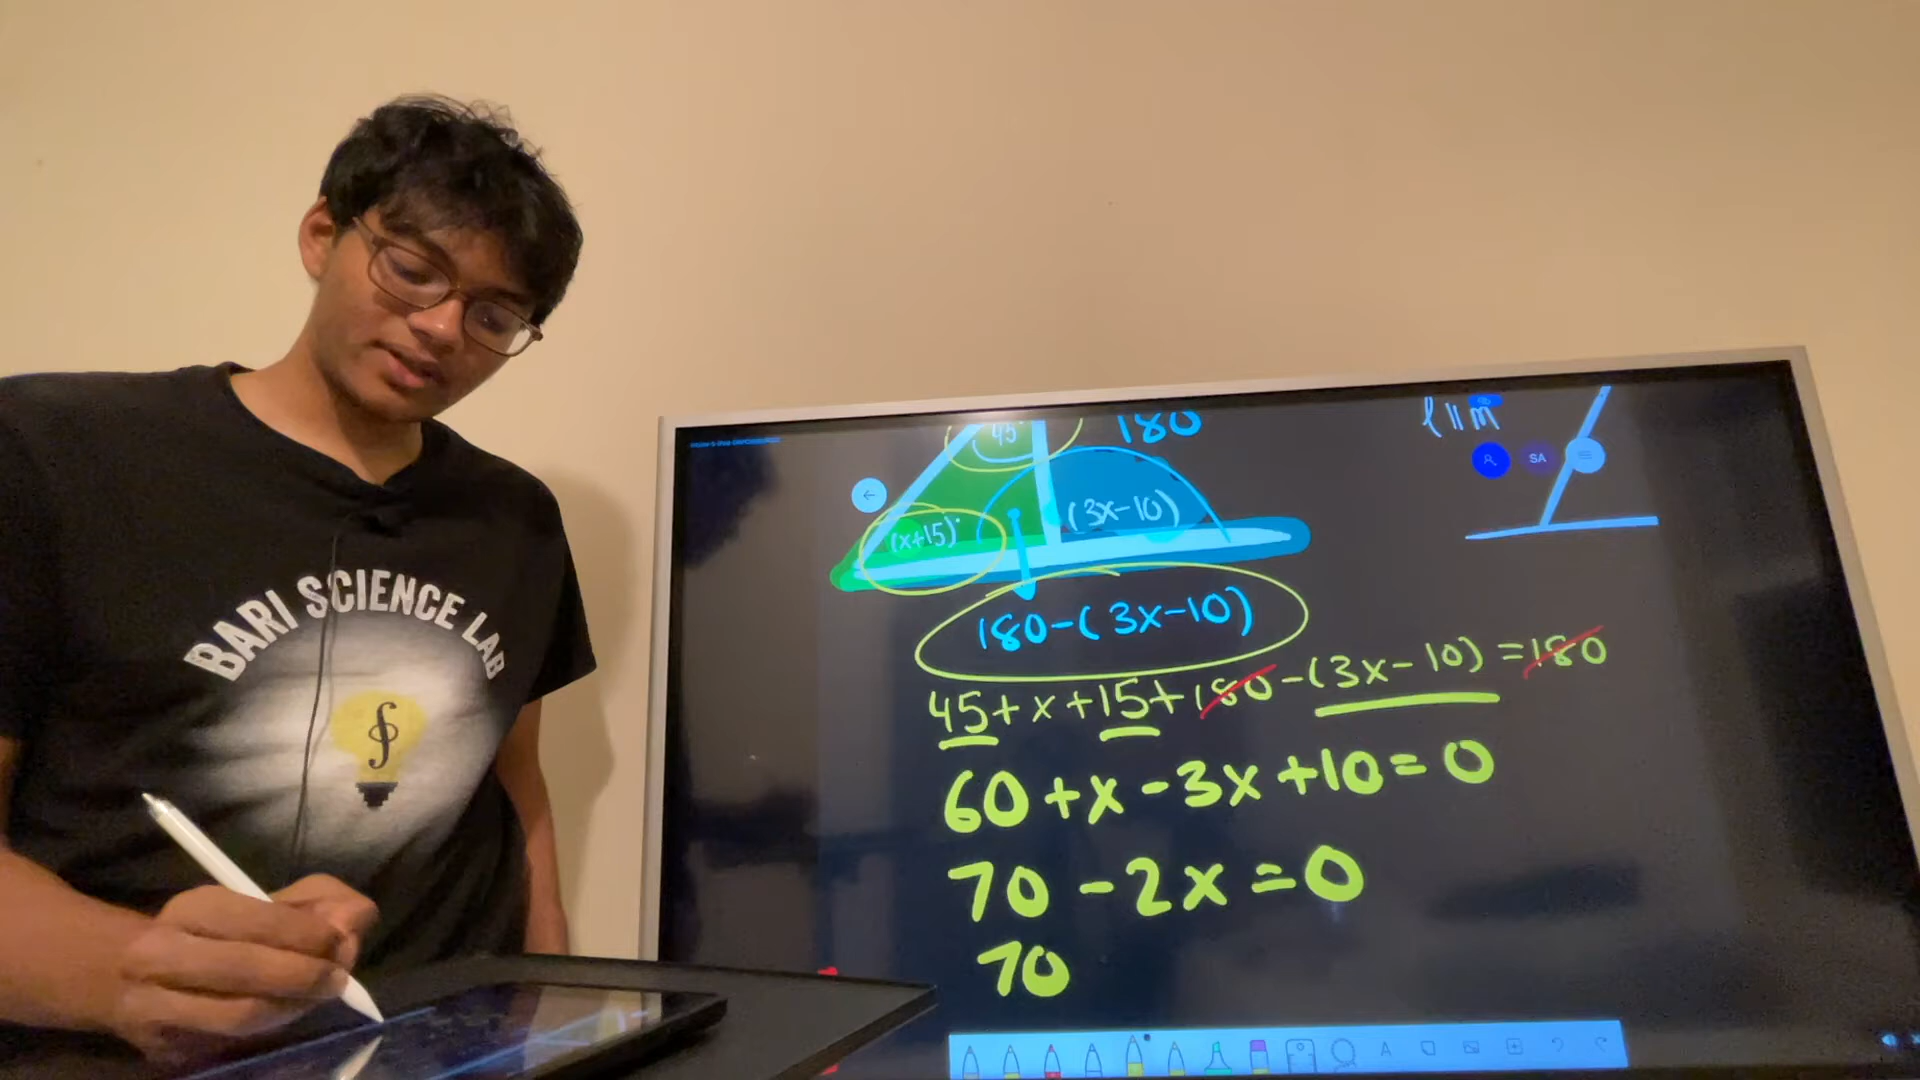 BARI SCIENCE LAB
45°
180
l || m
SA
(x+15)°
(3x-10)
180-(3x-10)
45+x+15+180-(3x-10)=180
60+x-3x+10=0
70-2x=0
70
A